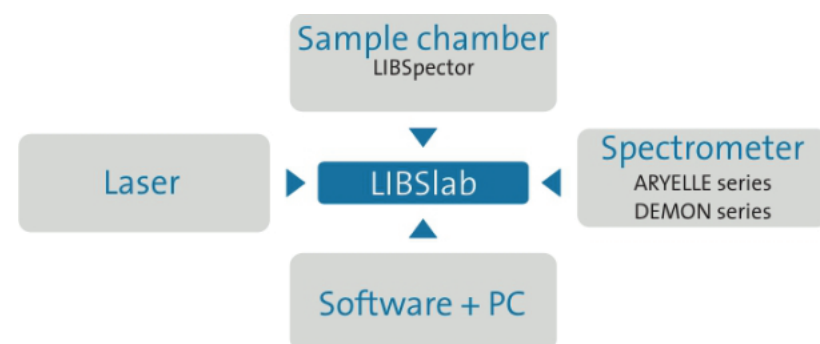 Sample chamber
LIBSpector
Laser
LIBSlab
Spectrometer
ARYELLE series
DEMON series
Software + PC